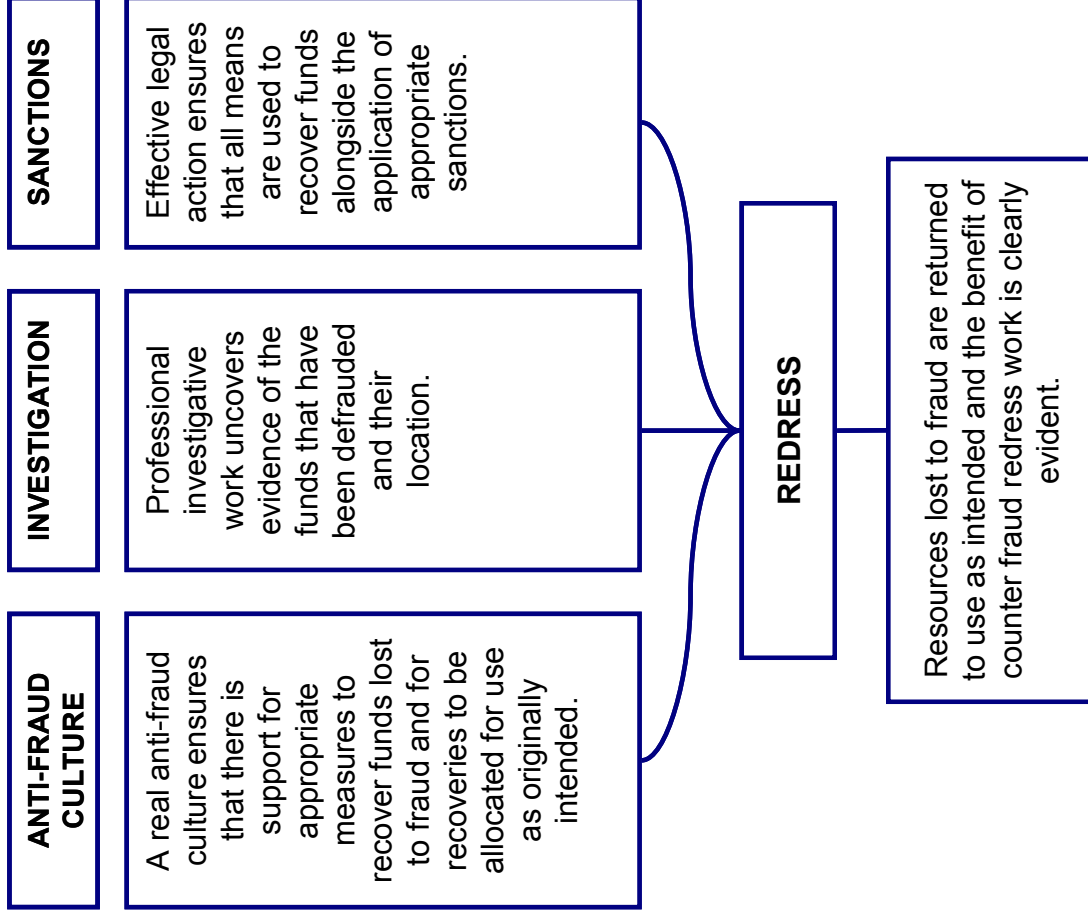 ANTI-FRAUD
CULTURE
A real anti-fraud
culture ensures
that there is
support for
appropriate
measures to
recover funds lost
to fraud and for
recoveries to be
allocated for use
as originally
intended.
INVESTIGATION
Professional
investigative
work uncovers
evidence of the
funds that have
been defrauded
and their
location.
SANCTIONS
Effective legal
action ensures
that all means
are used to
recover funds
alongside the
application of
appropriate
sanctions.
REDRESS
Resources lost to fraud are returned
to use as intended and the benefit of
counter fraud redress work is clearly
evident.